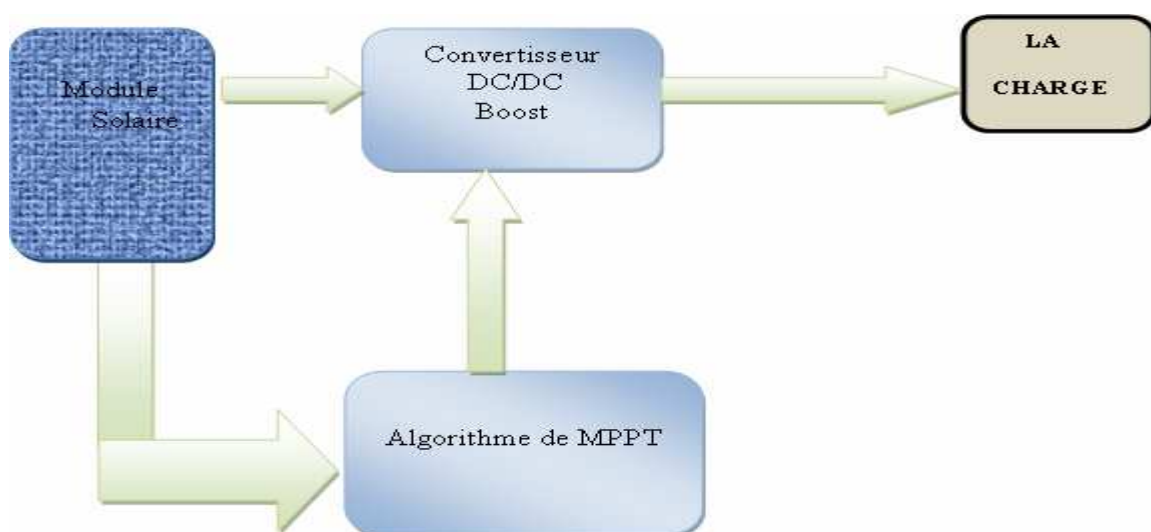 Module
Solaire
Convertisseur
DC/DC
Boost
LA
CHARGE
Algorithme de MPPT